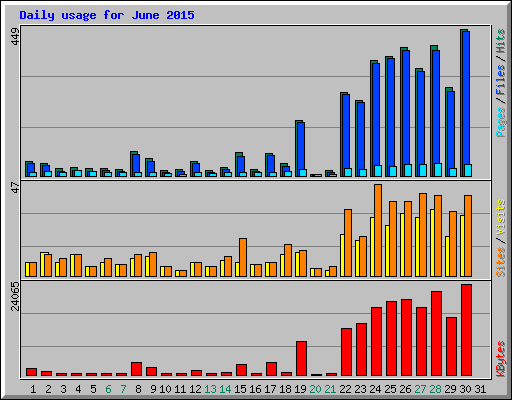 Daily usage for June 2015
449
Pages / Files / Hits
47
Sites / Visits
24065
KBytes
1 2 3 4 5 6 7 8 9 10 11 12 13 14 15 16 17 18 19 20 21 22 23 24 25 26 27 28 29 30 31